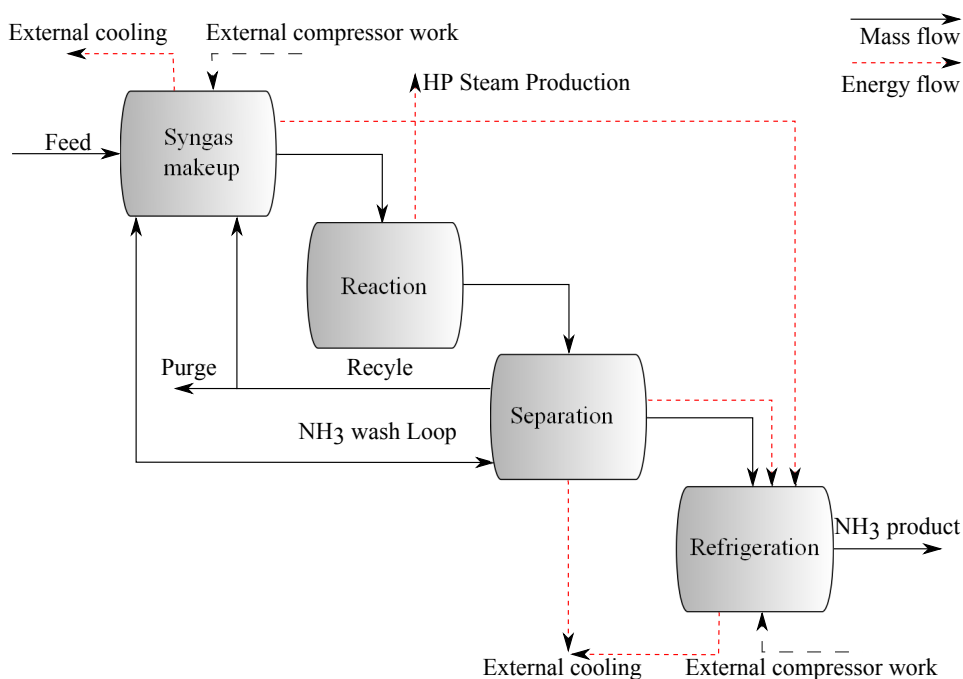 External cooling
External compressor work
Mass flow
Energy flow
HP Steam Production
Feed
Syngas
makeup
Reaction
Purge
Recyle
Separation
NH3 wash Loop
NH3 product
Refrigeration
External cooling
External compressor work